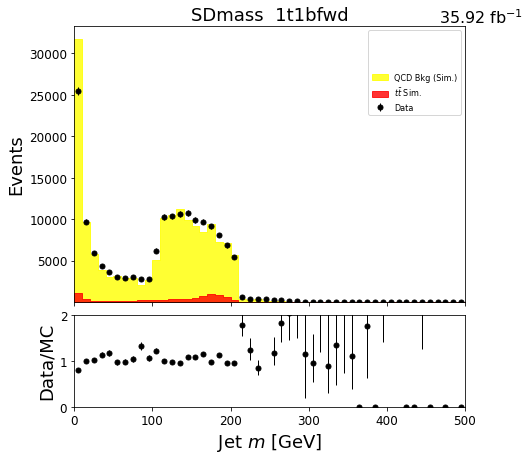 SDmass 1t1bfwd
35.92 fb⁻¹
QCD Bkg (Sim.)
tt̄ Sim.
Data
Events
30000
25000
20000
15000
10000
5000
Data/MC
2
1
0
0 100 200 300 400 500
Jet m [GeV]